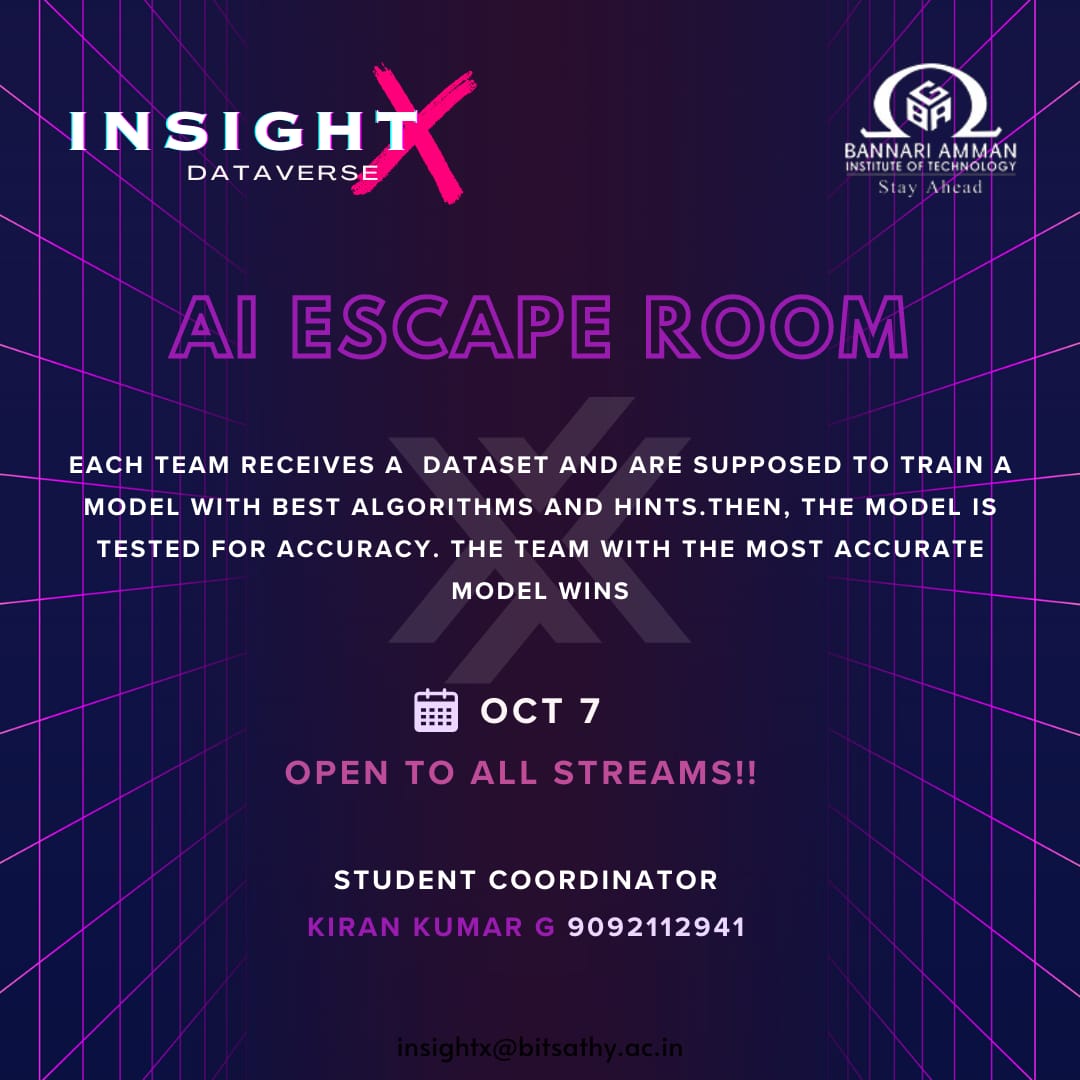 INSIGHTX
DATAVERSE
GBA
BANNARI AMMAN
INSTITUTE OF TECHNOLOGY
Stay Ahead
AI ESCAPE ROOM
EACH TEAM RECEIVES A  DATASET AND ARE SUPPOSED TO TRAIN A
MODEL WITH BEST ALGORITHMS AND HINTS.THEN, THE MODEL IS
TESTED FOR ACCURACY. THE TEAM WITH THE MOST ACCURATE
MODEL WINS
OCT 7
OPEN TO ALL STREAMS!!
STUDENT COORDINATOR
KIRAN KUMAR G 9092112941
insightx@bitsathy.ac.in